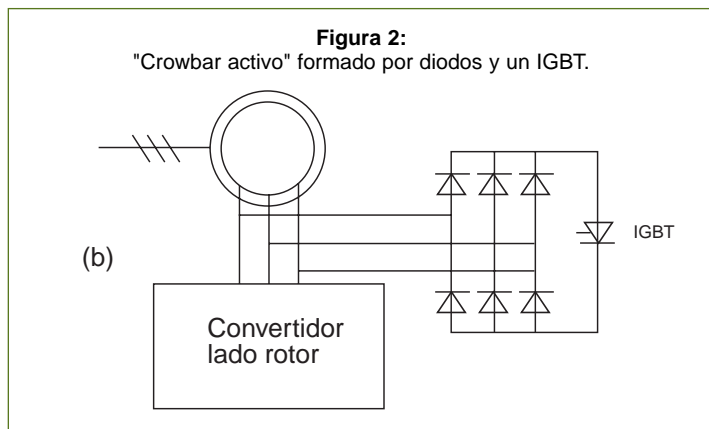 Figura 2:
"Crowbar activo" formado por diodos y un IGBT.
IGBT
(b)
Convertidor
lado rotor